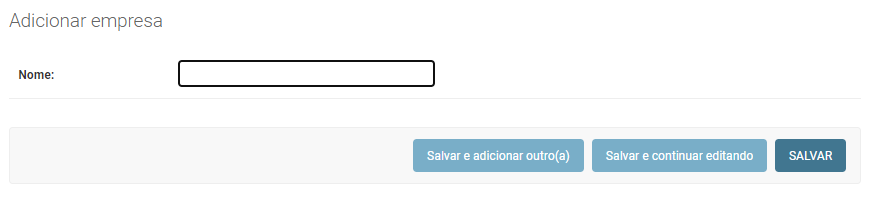 Adicionar empresa
Nome:
Salvar e adicionar outro(a) Salvar e continuar editando SALVAR